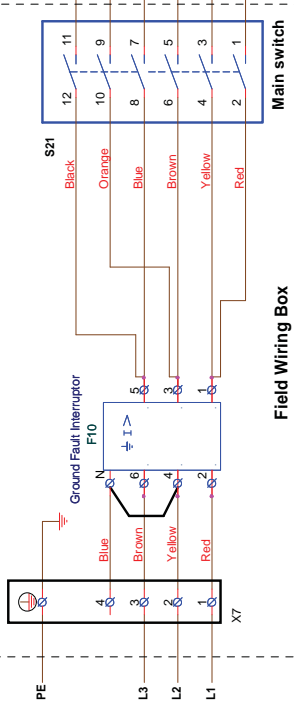 11 9 7 5 3 1
12 10 8 6 4 2
Main switch
S21
Black
Orange
Blue
Brown
Yellow
Red
5 3 1
Ground Fault Interruptor
F10
I >
N 6 4 2
Field Wiring Box
Blue
Brown
Yellow
Red
4 3 2 1
X7
PE
L3
L2
L1